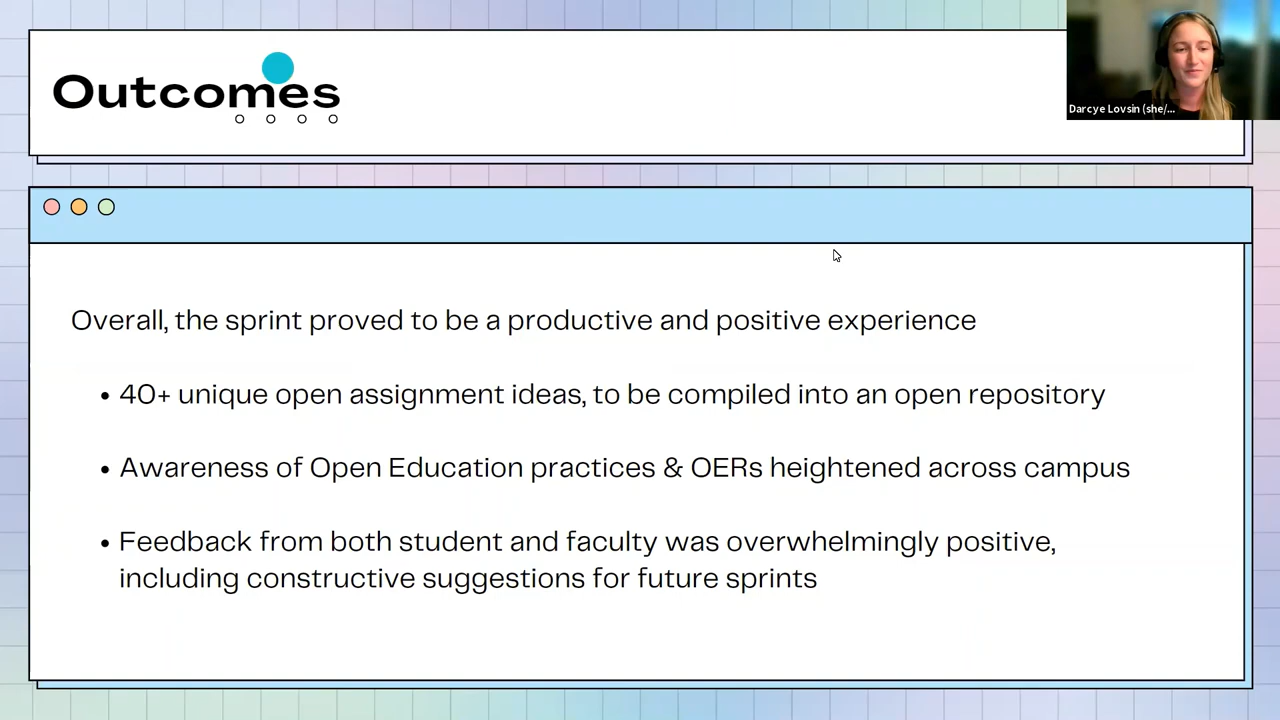 Outcomes
Darcye Lovsin (she/...
Overall, the sprint proved to be a productive and positive experience
• 40+ unique open assignment ideas, to be compiled into an open repository
• Awareness of Open Education practices & OERs heightened across campus
• Feedback from both student and faculty was overwhelmingly positive,
including constructive suggestions for future sprints